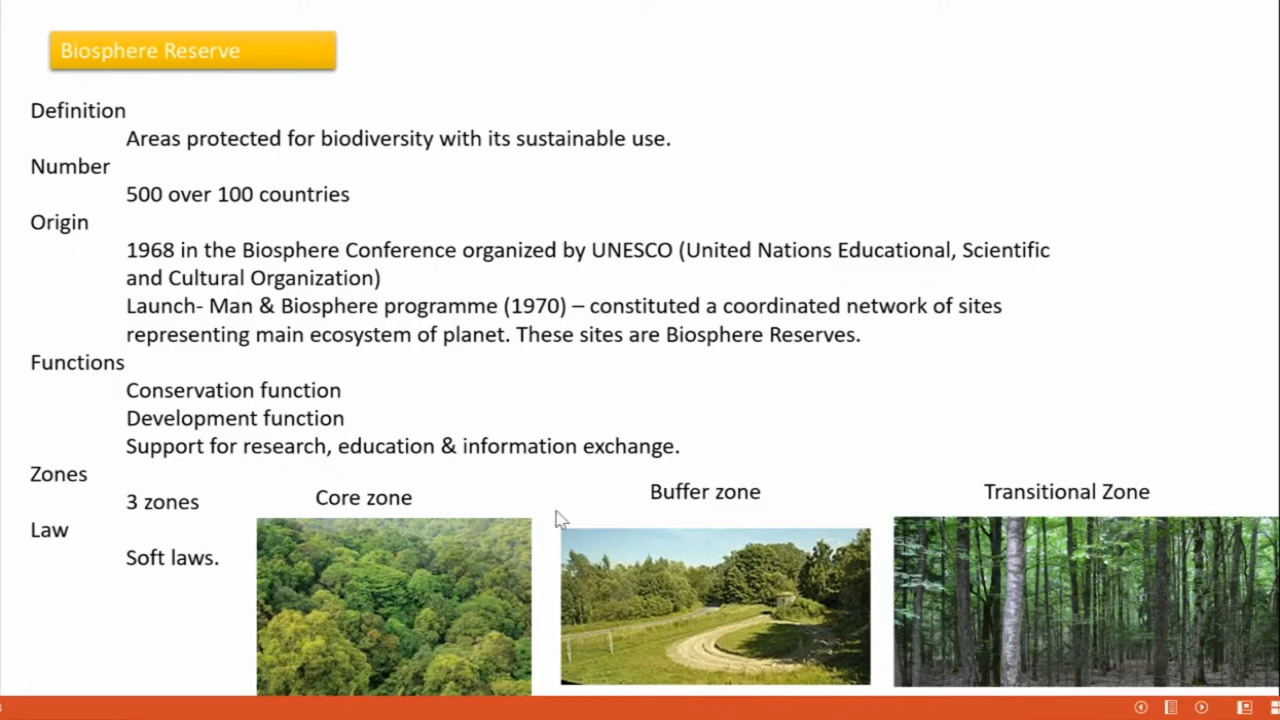 Biosphere Reserve
Definition
Areas protected for biodiversity with its sustainable use.
Number
500 over 100 countries
Origin
1968 in the Biosphere Conference organized by UNESCO (United Nations Educational, Scientific
and Cultural Organization)
Launch- Man & Biosphere programme (1970) – constituted a coordinated network of sites
representing main ecosystem of planet. These sites are Biosphere Reserves.
Functions
Conservation function
Development function
Support for research, education & information exchange.
Zones
3 zones
Core zone
Buffer zone
Transitional Zone
Law
Soft laws.